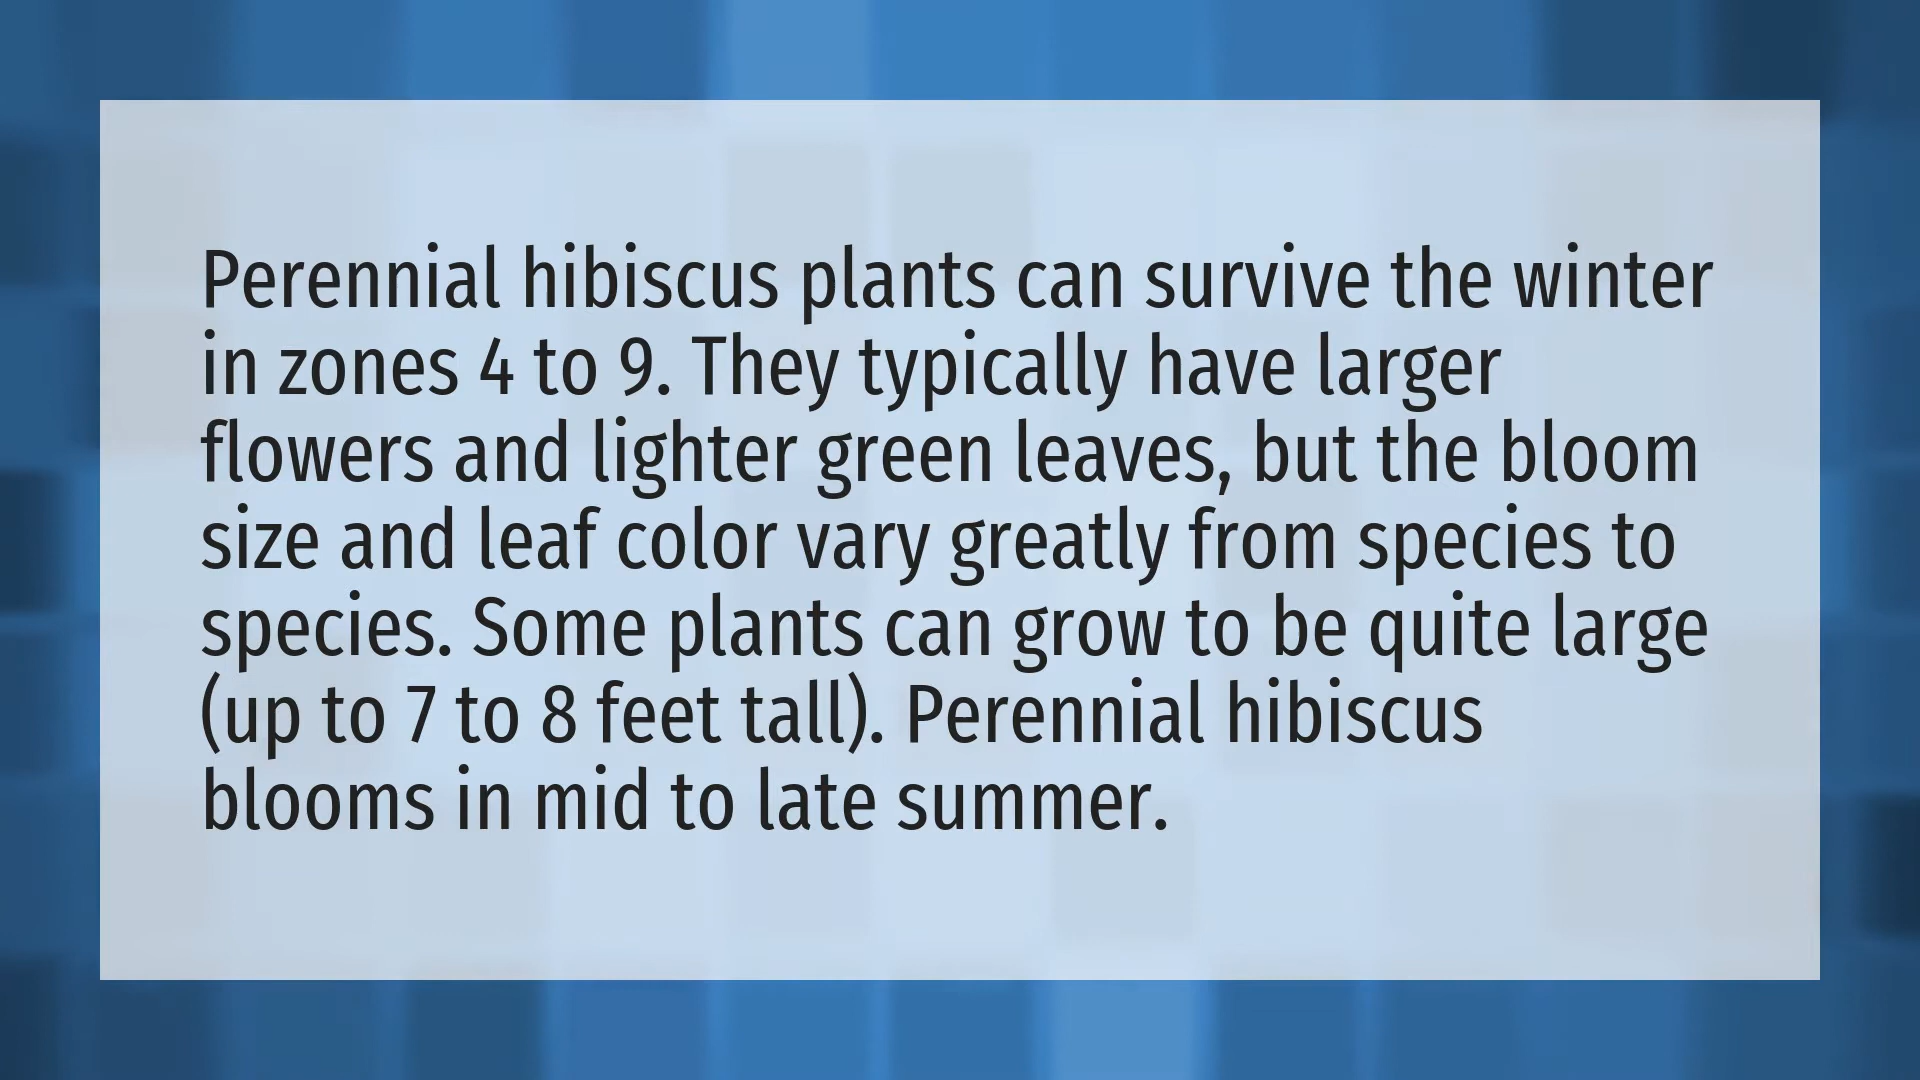 Perennial hibiscus plants can survive the winter
in zones 4 to 9. They typically have larger
flowers and lighter green leaves, but the bloom
size and leaf color vary greatly from species to
species. Some plants can grow to be quite large
(up to 7 to 8 feet tall). Perennial hibiscus
blooms in mid to late summer.